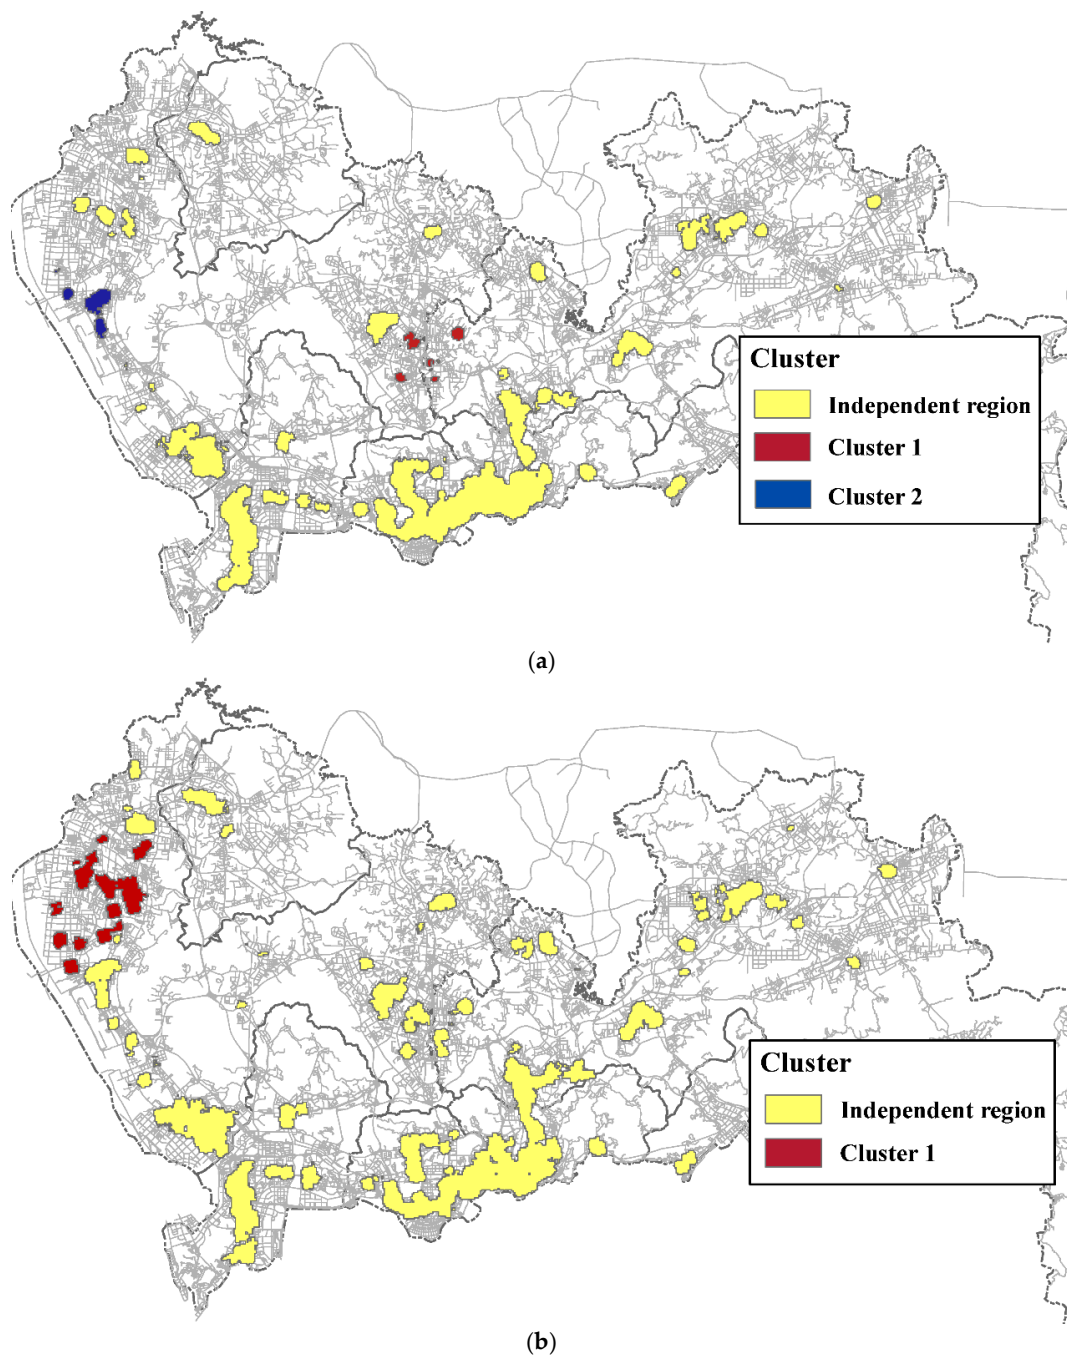 Cluster
Independent region
Cluster 1
Cluster 2
(a)
Cluster
Independent region
Cluster 1
(b)